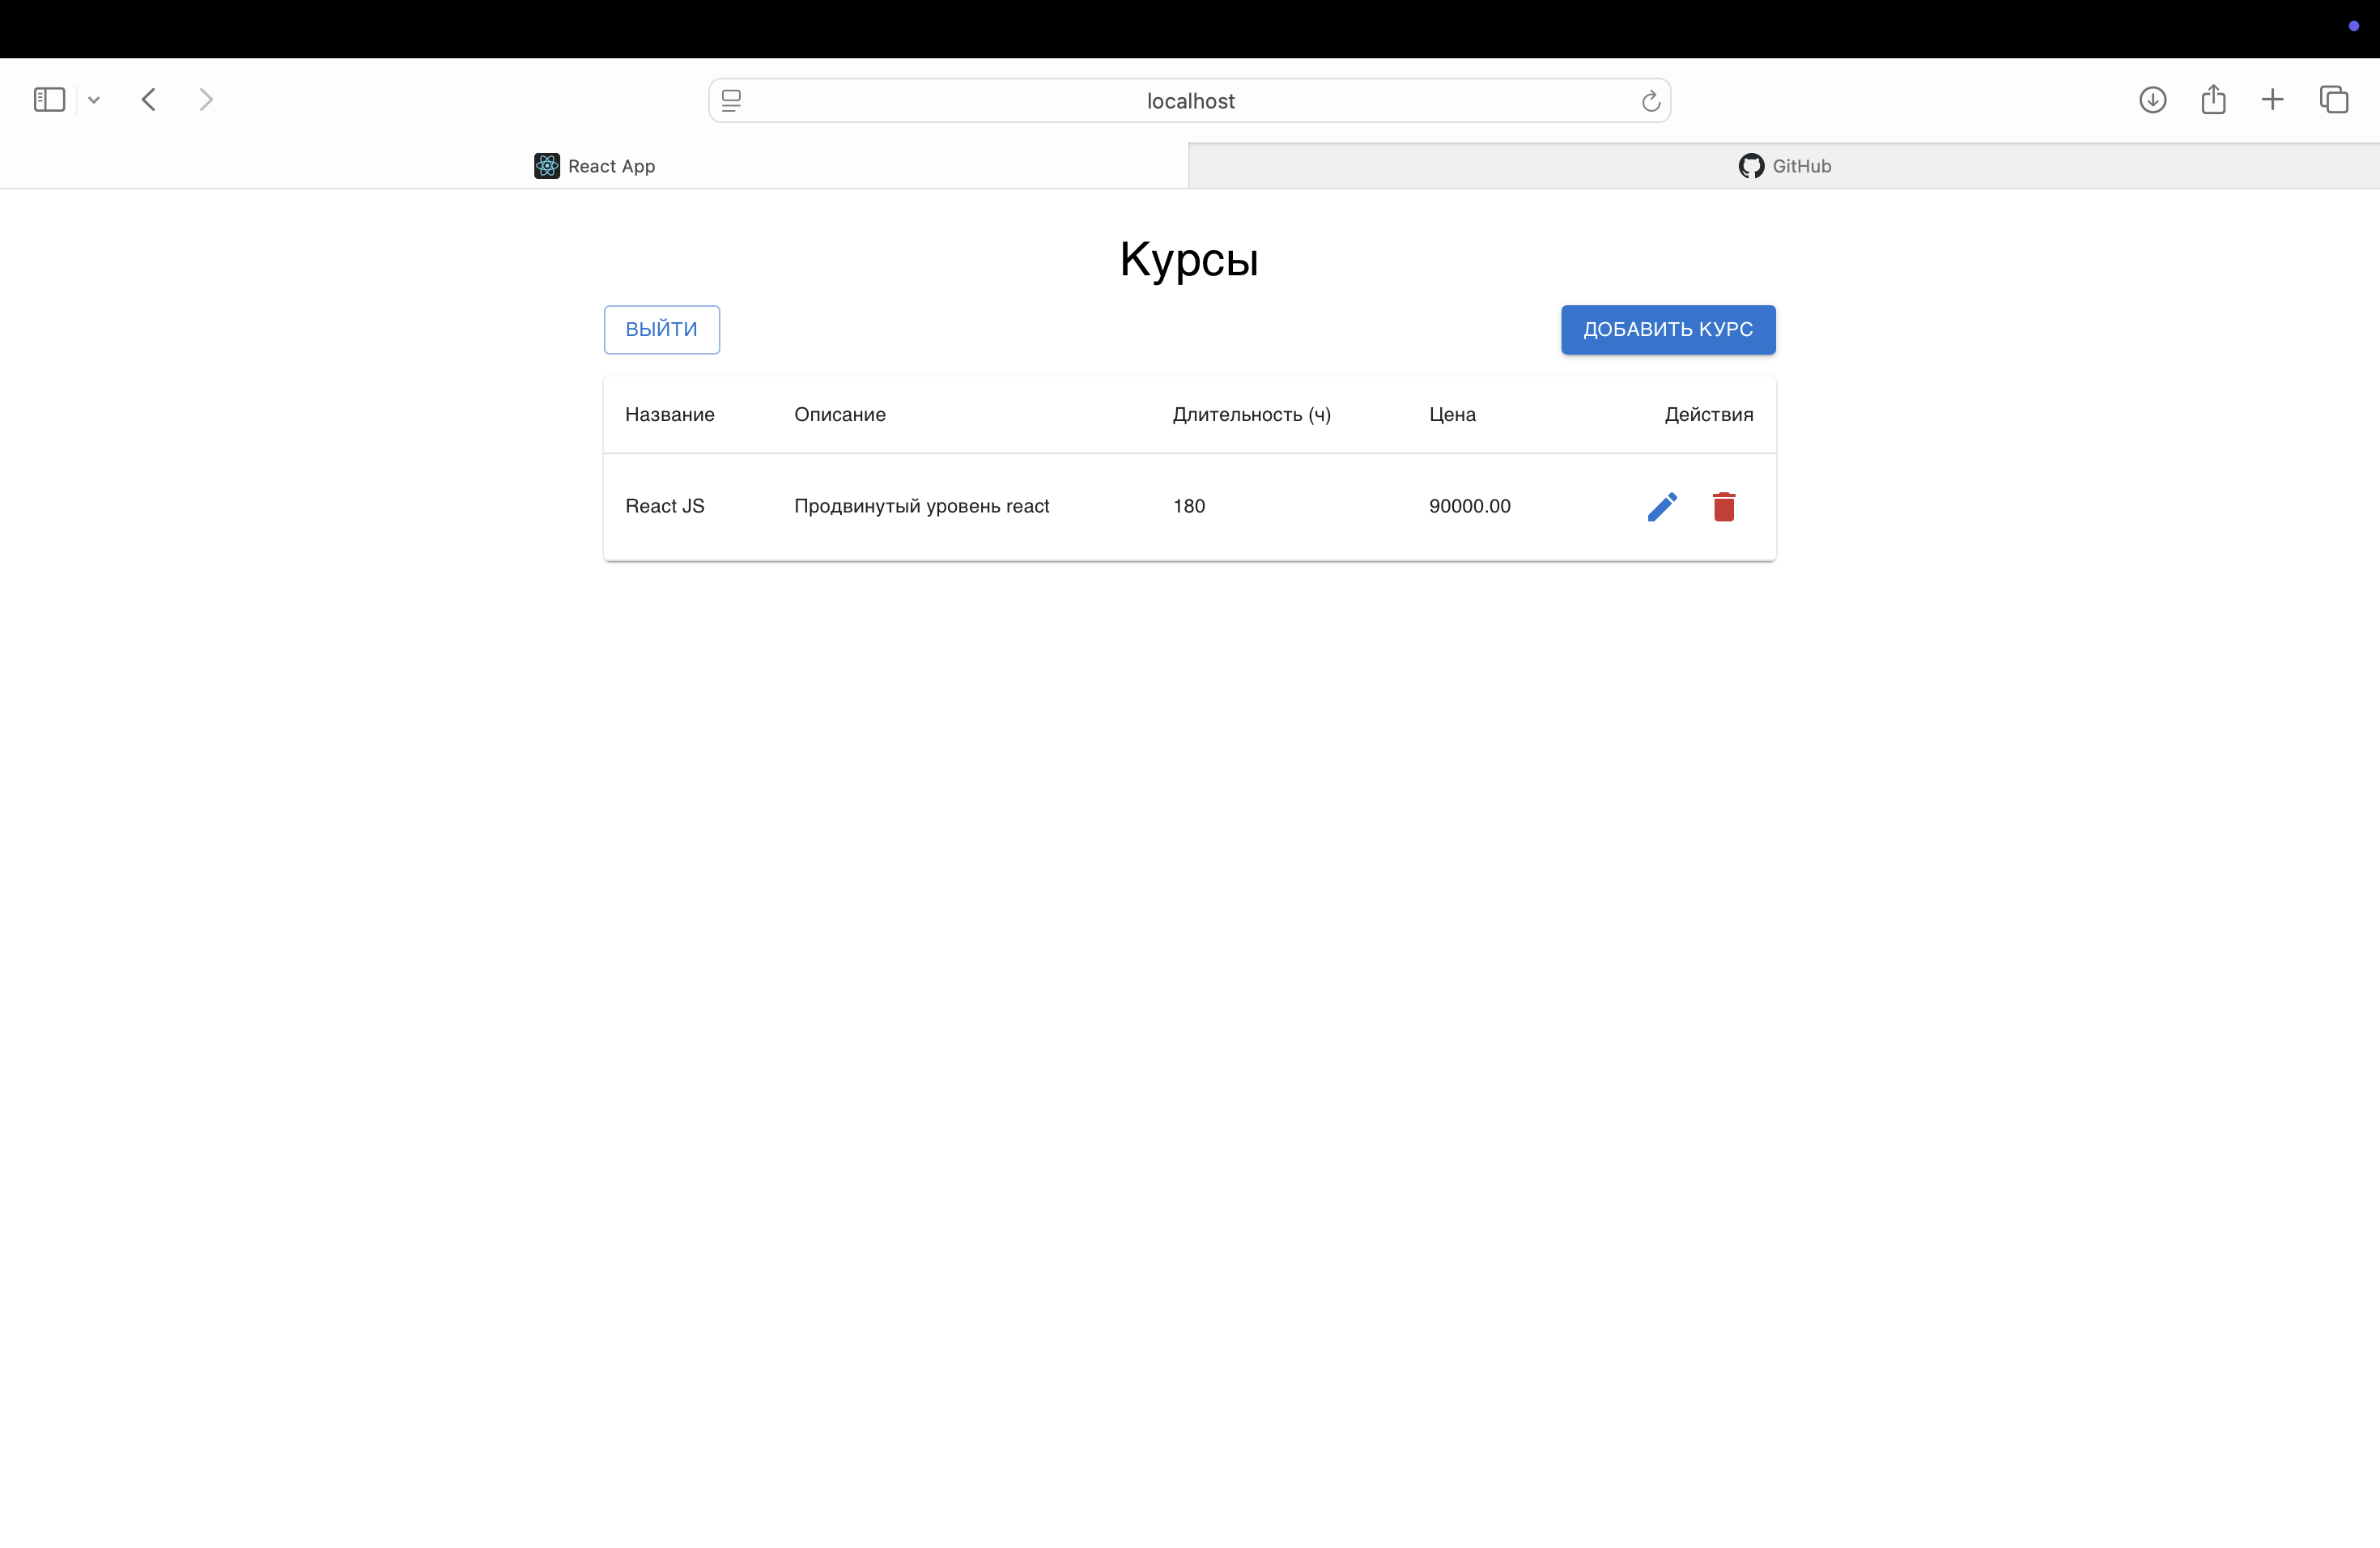 localhost
React App
GitHub
Курсы
ВЫЙТИ
ДОБАВИТЬ КУРС
Название Описание Длительность (ч) Цена Действия
React JS Продвинутый уровень react 180 90000.00